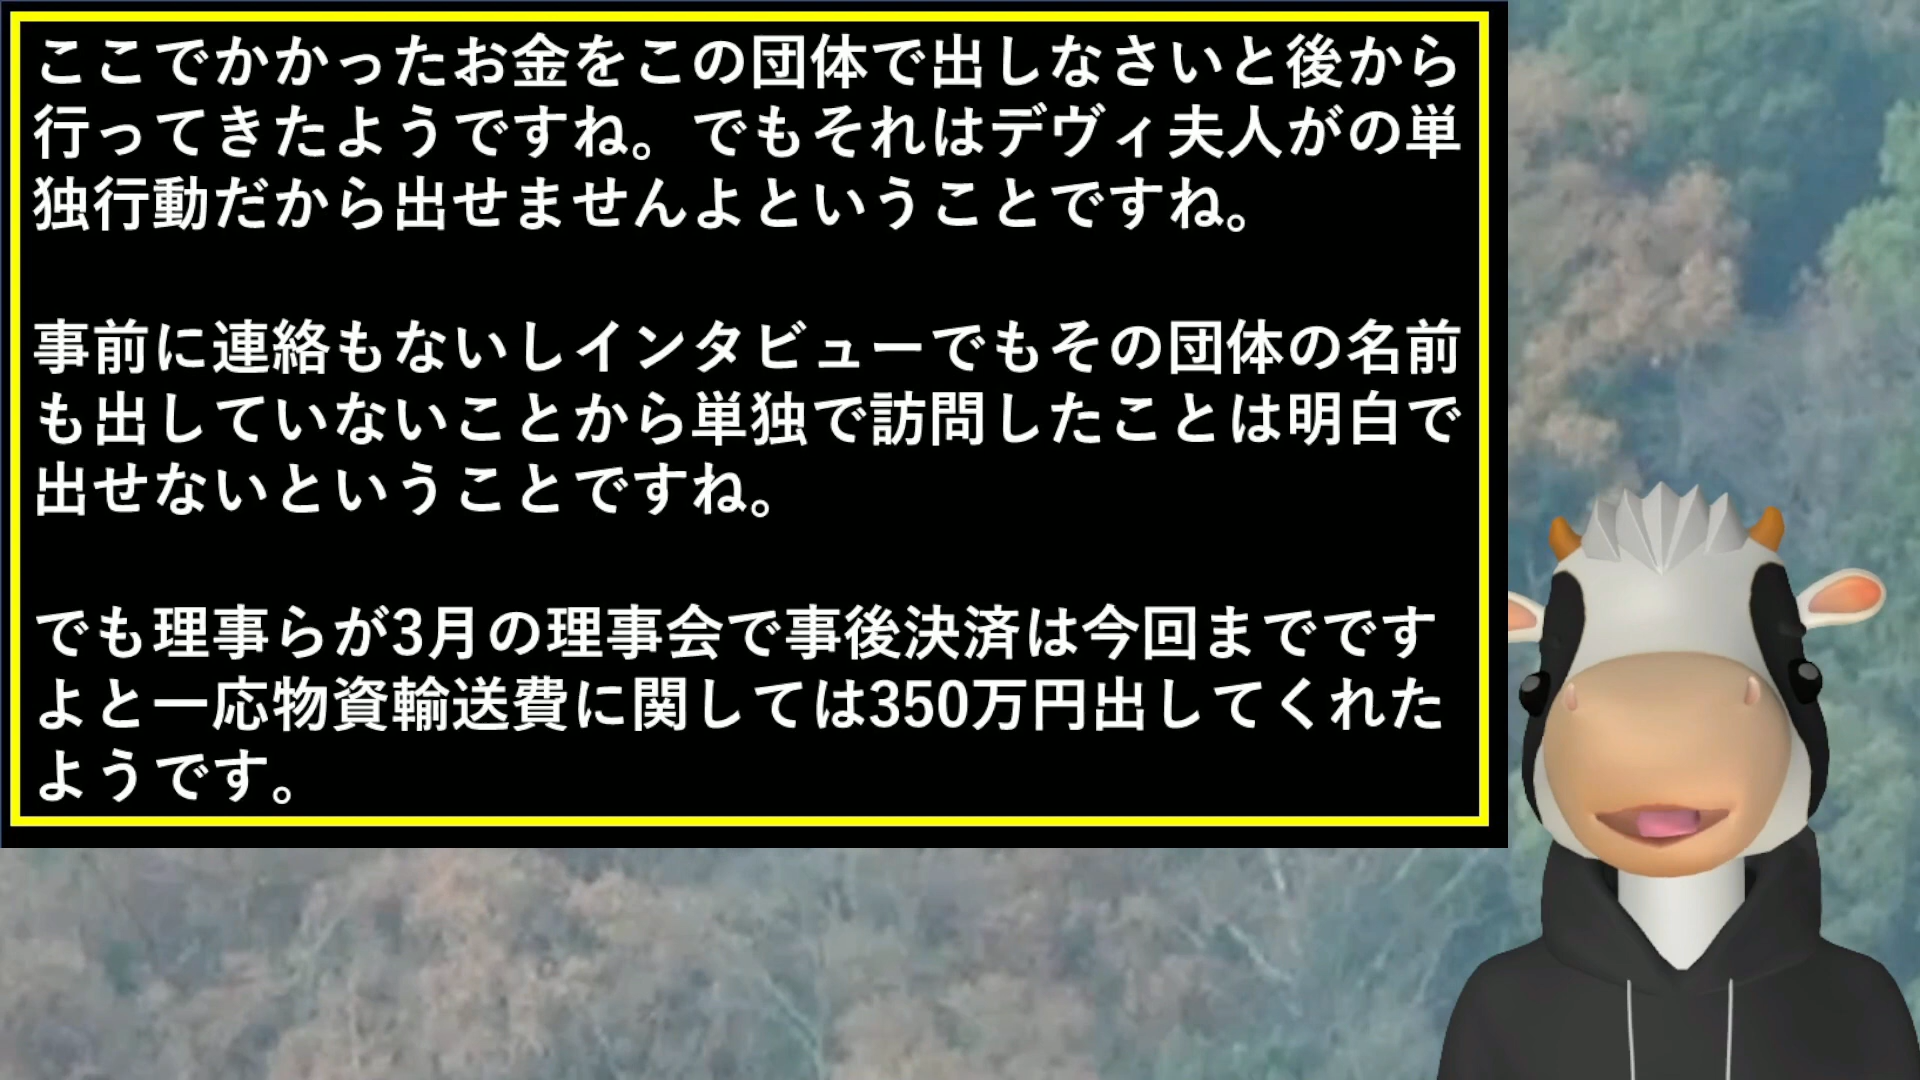 ここでかかったお金をこの団体で出しなさいと後から
行ってきたようですね。でもそれはデヴィ夫人がの単
独行動だから出せませんよということですね。
事前に連絡もないしインタビューでもその団体の名前
も出していないことから単独で訪問したことは明白で
出せないということですね。
でも理事らが3月の理事会で事後決済は今回までです
よと一応物資輸送費に関しては350万円出してくれた
ようです。